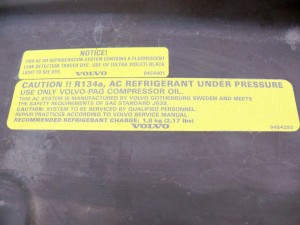 NOTICE!
THIS AC OR REFRIGERATION SYSTEM CONTAINS A FLUORESCENT
LEAK DETECTION TRACER DYE. USE UV (ULTRA VIOLET) BLACK
LIGHT TO SEE DYE. VOLVO 9454401
CAUTION !! R134a, AC REFRIGERANT UNDER PRESSURE
USE ONLY VOLVO-PAG COMPRESSOR OIL.
THIS AC SYSTEM IS MANUFACTURED BY VOLVO GOTHENBURG SWEDEN AND MEETS
THE SAFETY REQUIREMENTS OF SAE STANDARD J639.
CAUTION: SYSTEM TO BE SERVICED BY QUALIFIED PERSONNEL.
REPAIR PRACTICES ACCORDING TO VOLVO SERVICE MANUAL.
RECOMMENDED REFRIGERANT CHARGE: 1,0 kg (2,17 lbs)
VOLVO